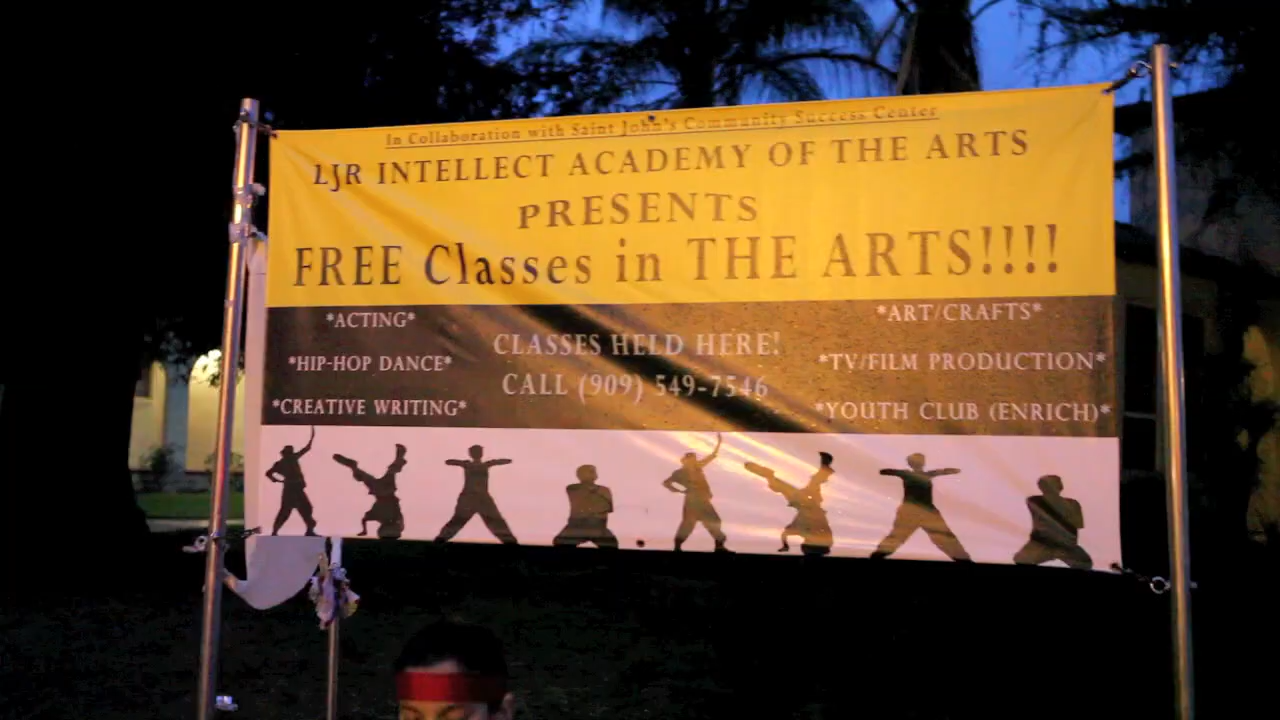 In Collaboration with Saint John's Community Success Center
LJR INTELLECT ACADEMY OF THE ARTS
PRESENTS
FREE Classes in THE ARTS!!!!
*ACTING*
*HIP-HOP DANCE*
*CREATIVE WRITING*
CLASSES HELD HERE!
CALL (909) 549-7546
*ART/CRAFTS*
*TV/FILM PRODUCTION*
*YOUTH CLUB (ENRICH)*